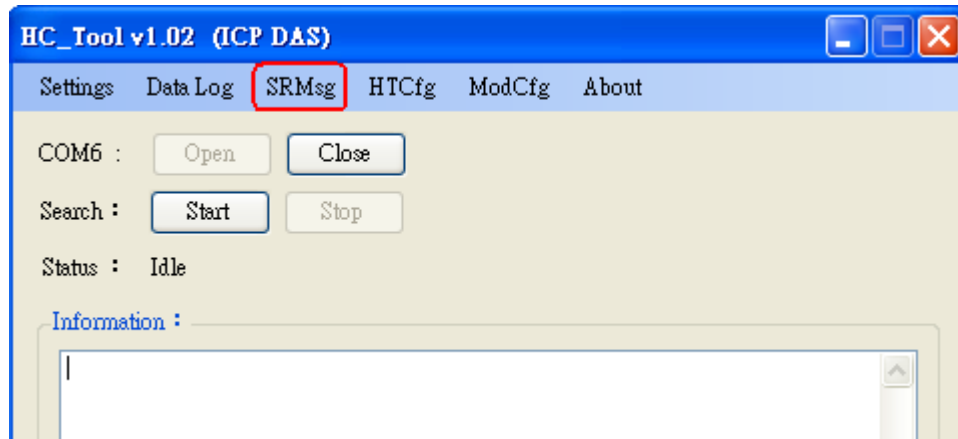 HC_Tool v1.02 (ICP DAS)
Settings Data Log SRMsg HTCfg ModCfg About
COM6 : Open Close
Search : Start Stop
Status : Idle
Information :